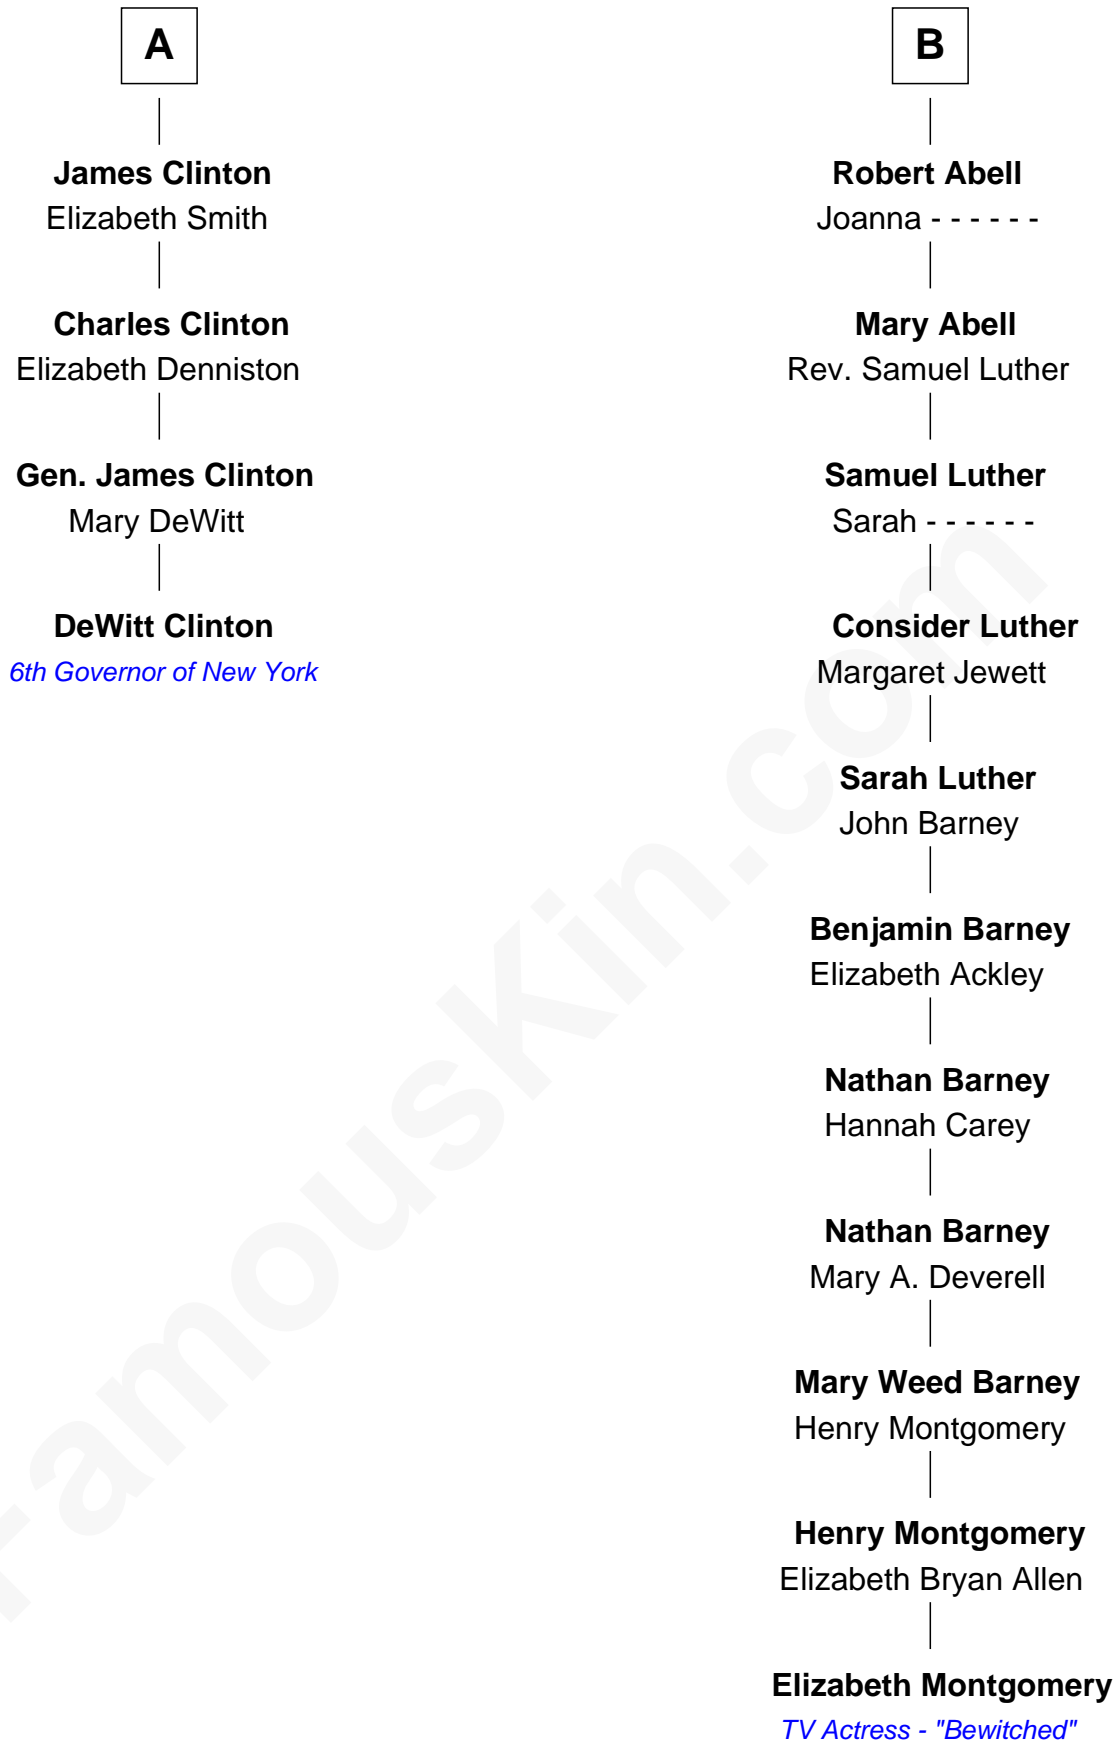 A
James Clinton
Elizabeth Smith
Charles Clinton
Elizabeth Denniston
Gen. James Clinton
Mary DeWitt
DeWitt Clinton
6th Governor of New York
B
Robert Abell
Joanna - - - - - -
Mary Abell
Rev. Samuel Luther
Samuel Luther
Sarah - - - - - -
Consider Luther
Margaret Jewett
Sarah Luther
John Barney
Benjamin Barney
Elizabeth Ackley
Nathan Barney
Hannah Carey
Nathan Barney
Mary A. Deverell
Mary Weed Barney
Henry Montgomery
Henry Montgomery
Elizabeth Bryan Allen
Elizabeth Montgomery
TV Actress - "Bewitched"
FamousKin.com